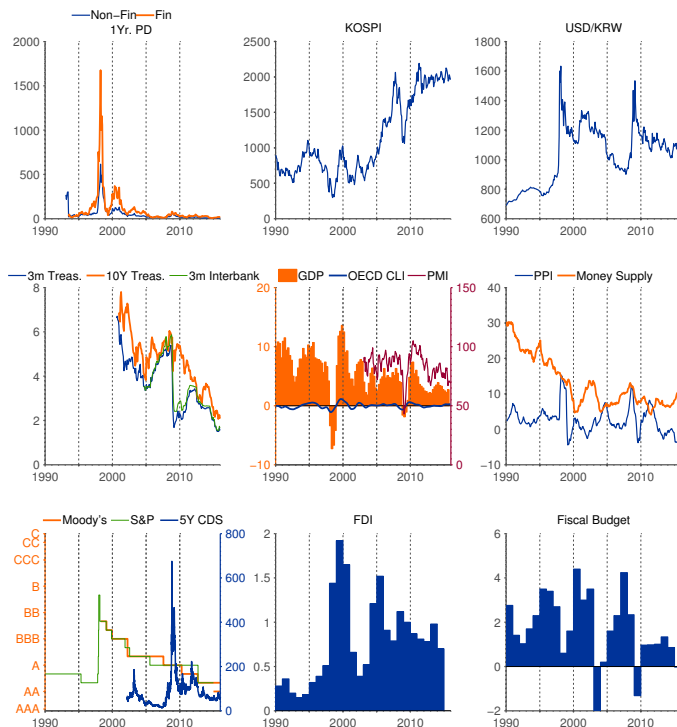 Non-Fin Fin
1Yr. PD
KOSPI
USD/KRW
2000
1500
1000
500
0
1990 2000 2010
2500
2000
1500
1000
500
0
1990 2000 2010
1800
1600
1400
1200
1000
800
600
1990 2000 2010
3m Treas. 10Y Treas. 3m Interbank
8
6
4
2
0
1990 2000 2010
GDP OECD CLI PMI
20
10
0
−10
150
100
50
0
1990 2000 2010
PPI Money Supply
40
30
20
10
0
−10
1990 2000 2010
Moody's S&P 5Y CDS
C
CC
CCC
B
BB
BBB
A
AA
AAA
800
600
400
200
0
1990 2000 2010
FDI
2
1.5
1
0.5
0
1990 2000 2010
Fiscal Budget
6
4
2
0
−2
1990 2000 2010